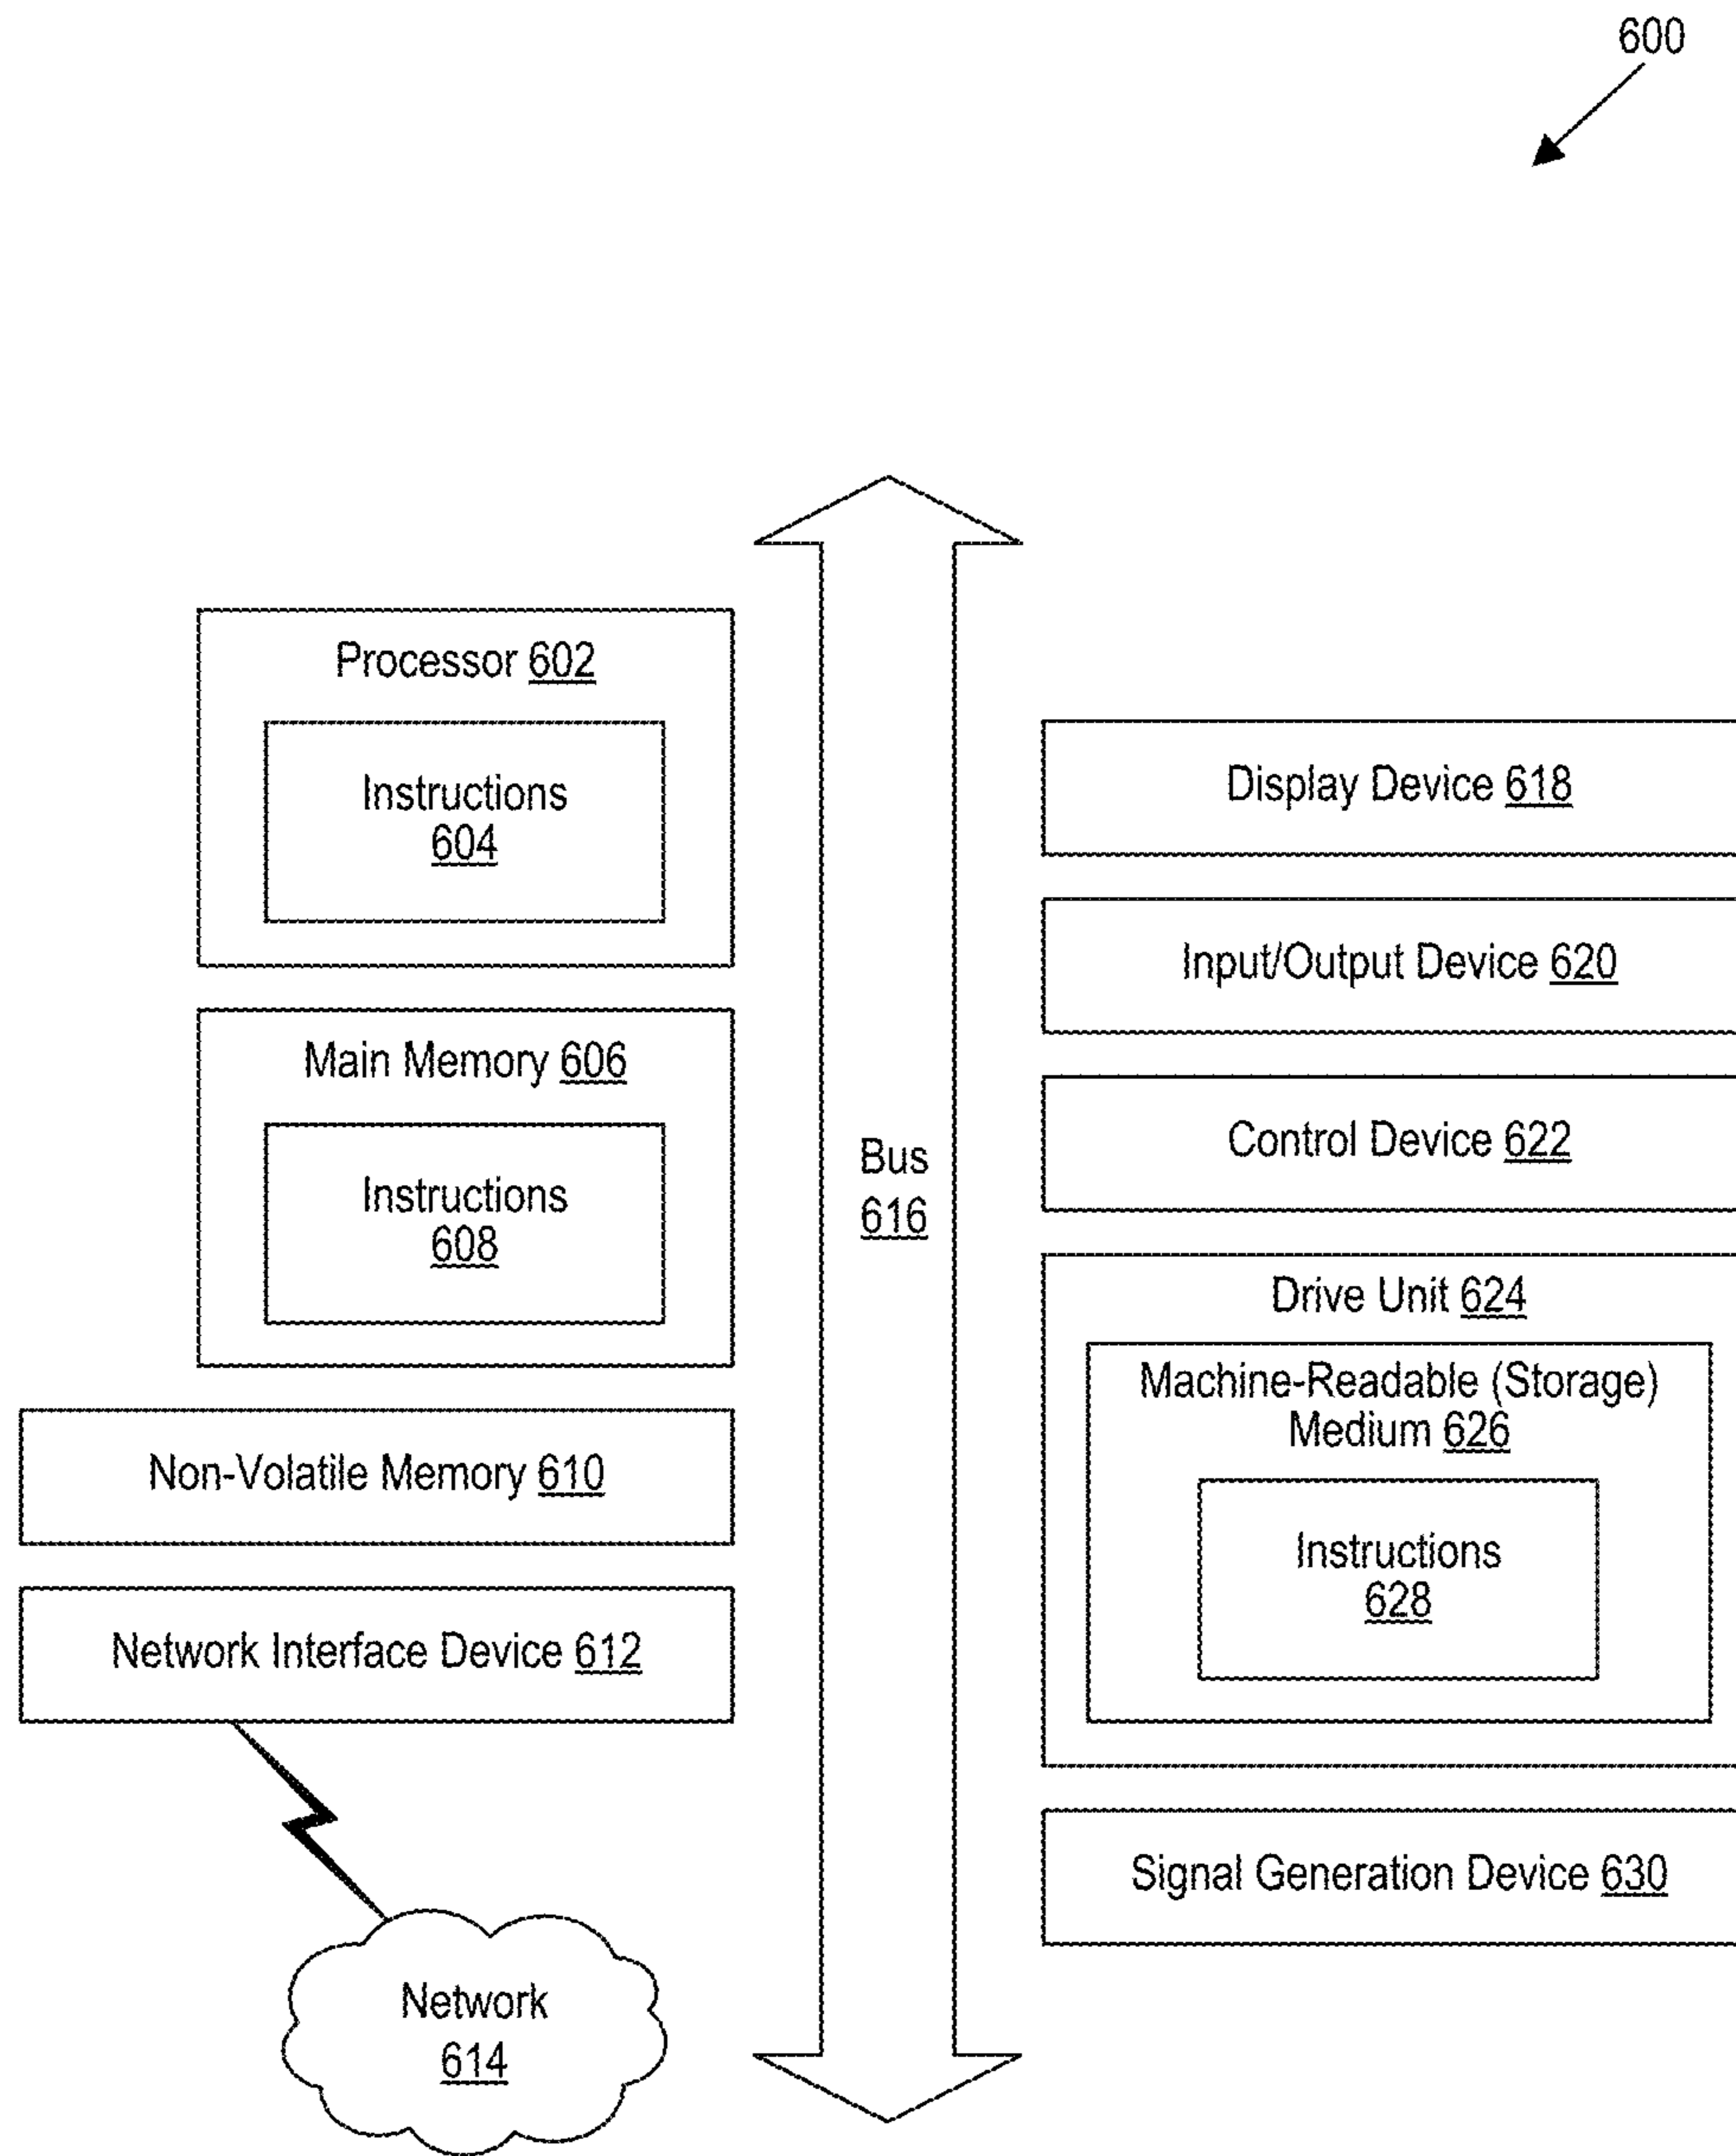 600
Processor 602
Instructions
604
Main Memory 606
Instructions
608
Non-Volatile Memory 610
Network Interface Device 612
Network
614
Bus
616
Display Device 618
Input/Output Device 620
Control Device 622
Drive Unit 624
Machine-Readable (Storage)
Medium 626
Instructions
628
Signal Generation Device 630